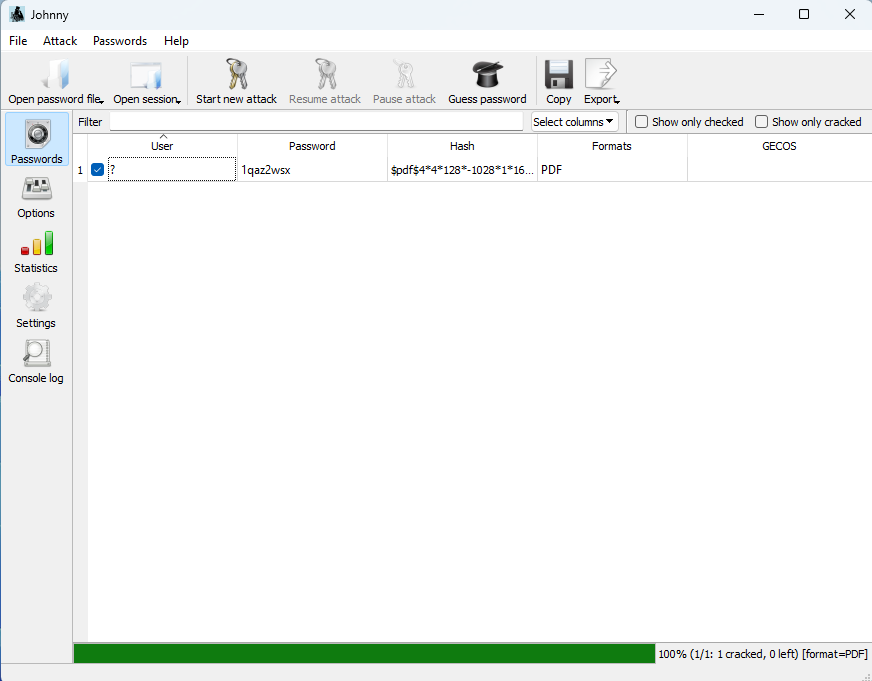 Johnny
File Attack Passwords Help
Open password file Open session Start new attack Resume attack Pause attack Guess password Copy Export
Filter Select columns Show only checked Show only cracked
Passwords
Options
Statistics
Settings
Console log
User Password Hash Formats GECOS
1 ? 1qaz2wsx $pdf$4*4*128*-1028*1*16... PDF
100% (1/1: 1 cracked, 0 left) [format=PDF]